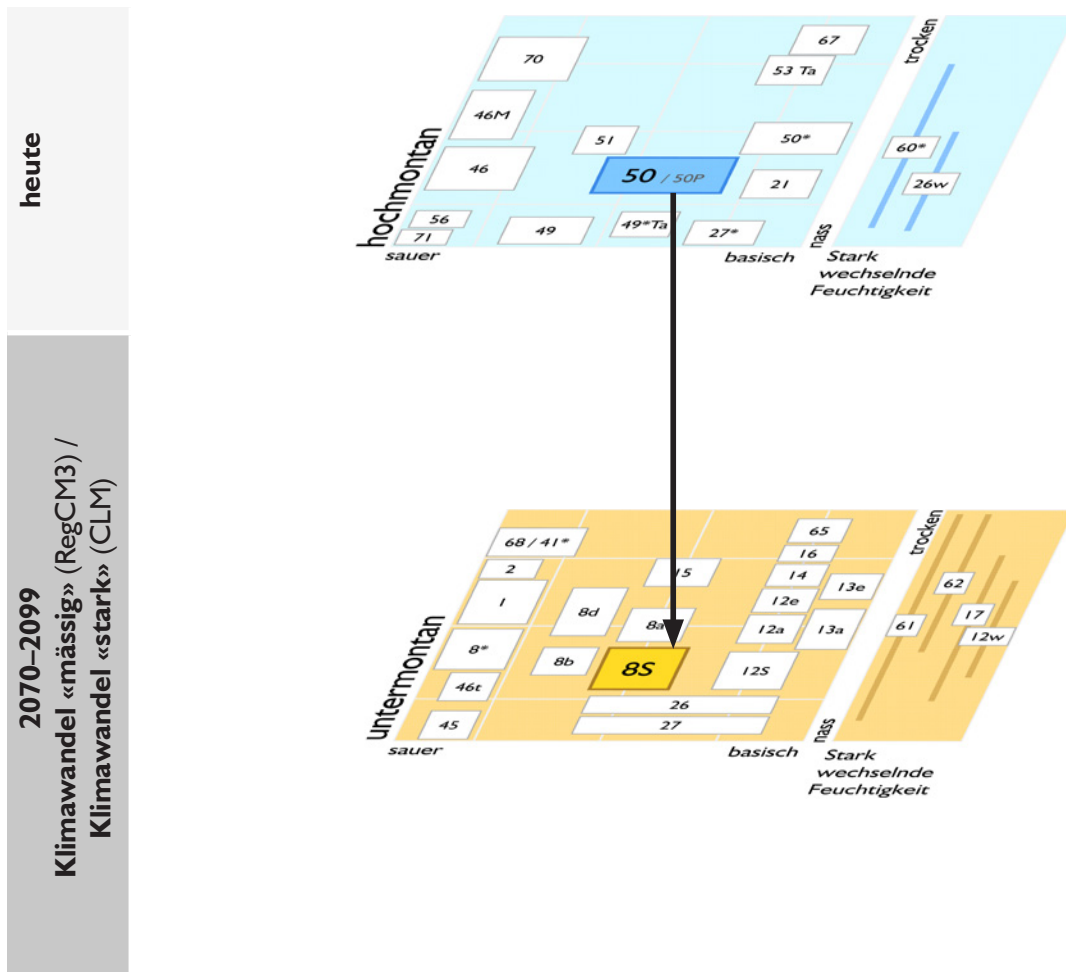 heute
hochmontan
70
67
53 Ta
46M
51
50*
46
50 / 50P
21
56
71
49
49*Ta
27*
sauer
basisch
trocken
nass
60*
26w
Stark
wechselnde
Feuchtigkeit
2070–2099
Klimawandel «mässig» (RegCM3) /
Klimawandel «stark» (CLM)
untermontan
68 / 41*
65
2
16
15
14
13e
1
8d
12e
8a
12a
13a
8*
8b
8S
12S
46t
26
45
27
sauer
basisch
trocken
nass
62
17
61
12w
Stark
wechselnde
Feuchtigkeit